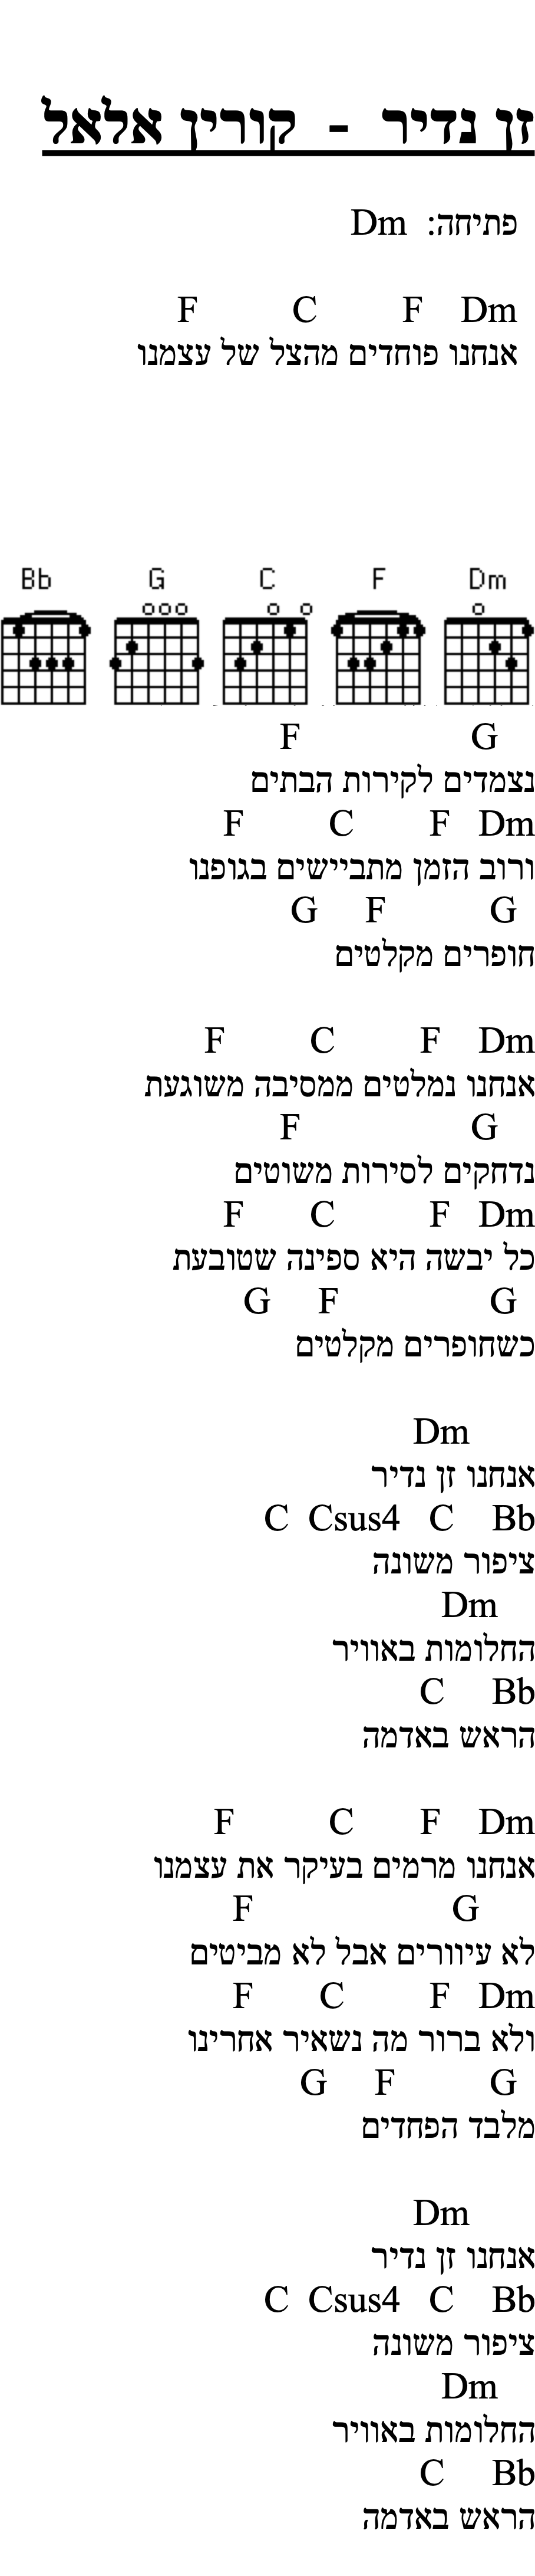 זן נדיר - קורין אלאל
פתיחה: Dm
Dm F C F
אנחנו פוחדים מהצל של עצמנו
Bb G C F Dm
G F
נצמדים לקירות הבתים
Dm F C F
ורוב הזמן מתביישים בגופנו
G F G
חופרים מקלטים
Dm F C F
אנחנו נמלטים ממסיבה משוגעת
G F
נדחקים לסירות משוטים
Dm F C F
כל יבשה היא ספינה שטובעת
G F G
כשחופרים מקלטים
Dm
אנחנו זן נדיר
Bb C Csus4 C
ציפור משונה
Dm
החלומות באוויר
Bb C
הראש באדמה
Dm F C F
אנחנו מרמים בעיקר את עצמנו
G F
לא עיוורים אבל לא מביטים
Dm F C F
ולא ברור מה נשאיר אחרינו
G F G
מלבד הפחדים
Dm
אנחנו זן נדיר
Bb C Csus4 C
ציפור משונה
Dm
החלומות באוויר
Bb C
הראש באדמה